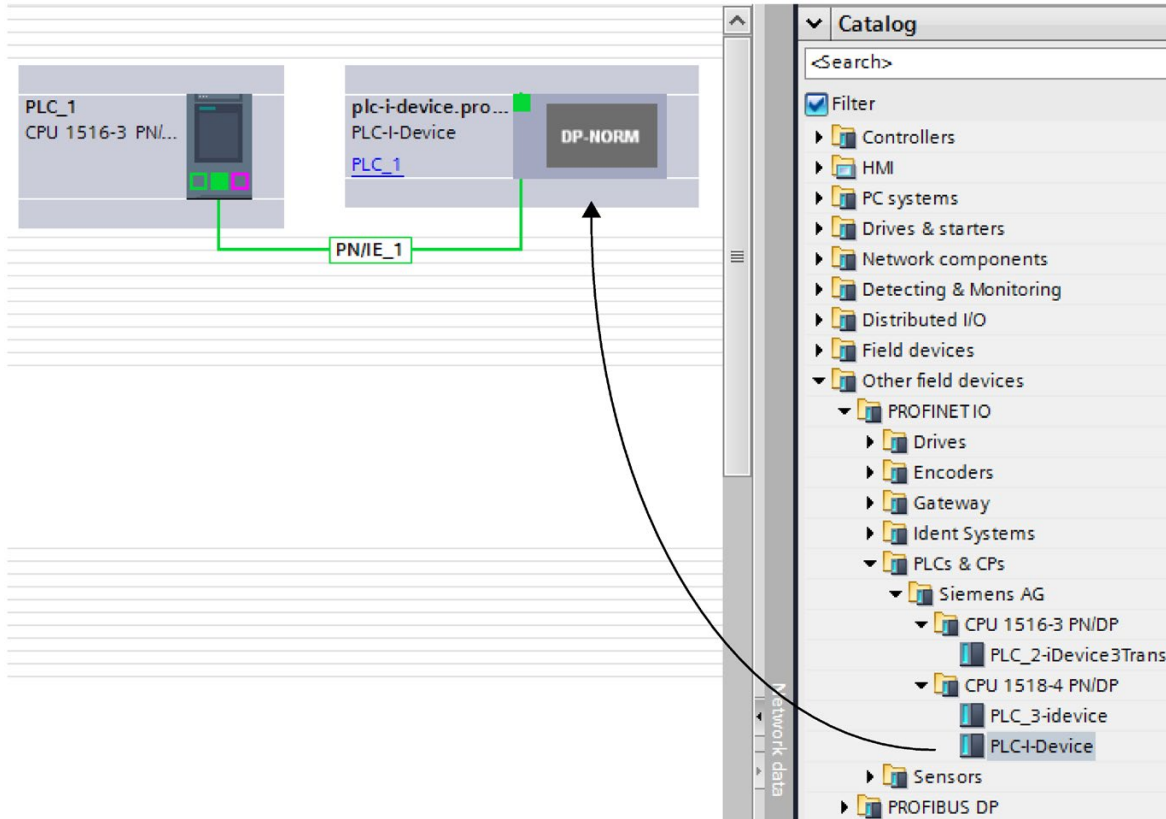 PLC_1
CPU 1516-3 PN/...
plc-i-device.pro...
PLC-I-Device
PLC_1
DP-NORM
PN/IE_1
Network data
Catalog
<Search>
Filter
Controllers
HMI
PC systems
Drives & starters
Network components
Detecting & Monitoring
Distributed I/O
Field devices
Other field devices
PROFINET IO
Drives
Encoders
Gateway
Ident Systems
PLCs & CPs
Siemens AG
CPU 1516-3 PN/DP
PLC_2-iDevice3Trans
CPU 1518-4 PN/DP
PLC_3-idevice
PLC-I-Device
Sensors
PROFIBUS DP